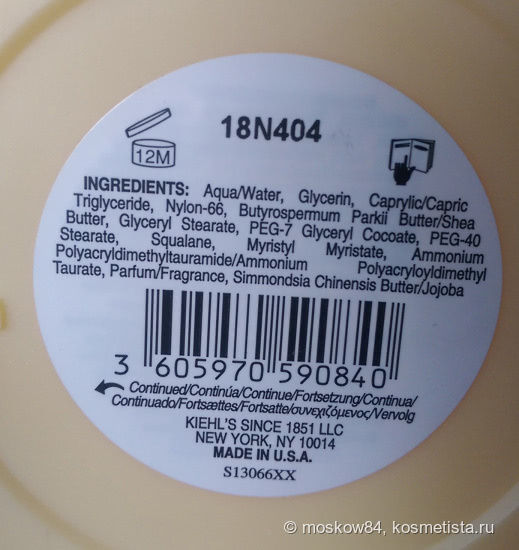 18N404
12M
INGREDIENTS: Aqua/Water, Glycerin, Caprylic/Capric
Triglyceride, Nylon-66, Butyrospermum Parkii Butter/Shea
Butter, Glyceryl Stearate, PEG-7 Glyceryl Cocoate, PEG-40
Stearate, Squalane, Myristyl Myristate, Ammonium
Polyacryldimethyltauramide/Ammonium Polyacryloyldimethyl
Taurate, Parfum/Fragrance, Simmondsia Chinensis Butter/Jojoba
3 605970 590840
Continued/Continúa/Continue/Fortsetzung/Continua/
Continuado/Fortsættes/Fortsatte/συνεχιζόμενος/Vervolg
KIEHL'S SINCE 1851 LLC
NEW YORK, NY 10014
MADE IN U.S.A.
S13066XX
© moskow84, kosmetista.ru